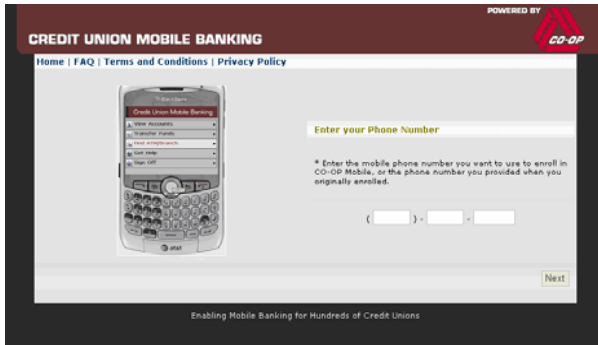 POWERED BY
CREDIT UNION MOBILE BANKING
CO-OP
Home | FAQ | Terms and Conditions | Privacy Policy
Credit Union Mobile Banking
View Accounts
Transfer Funds
Find ATM/Branch
Get Help
Sign Off
at&t
Enter your Phone Number
* Enter the mobile phone number you want to use to enroll in
CO-OP Mobile, or the phone number you provided when you
originally enrolled.
( ) - -
Next
Enabling Mobile Banking for Hundreds of Credit Unions